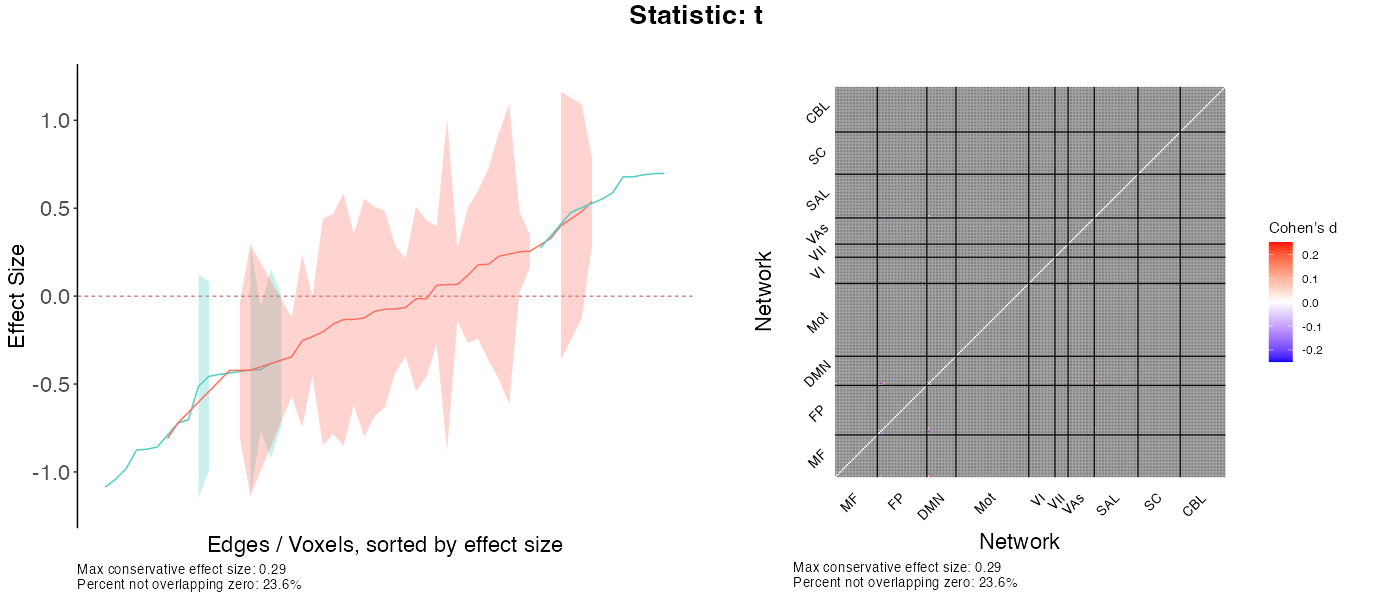 Statistic: t
Effect Size
1.0
0.5
0.0
-0.5
-1.0
Edges / Voxels, sorted by effect size
Max conservative effect size: 0.29
Percent not overlapping zero: 23.6%
Network
CBL
SC
SAL
VAs
VII
VI
Mot
DMN
FP
MF
MF
FP
DMN
Mot
VI
VII
VAs
SAL
SC
CBL
Network
Max conservative effect size: 0.29
Percent not overlapping zero: 23.6%
Cohen's d
0.2
0.1
0.0
-0.1
-0.2